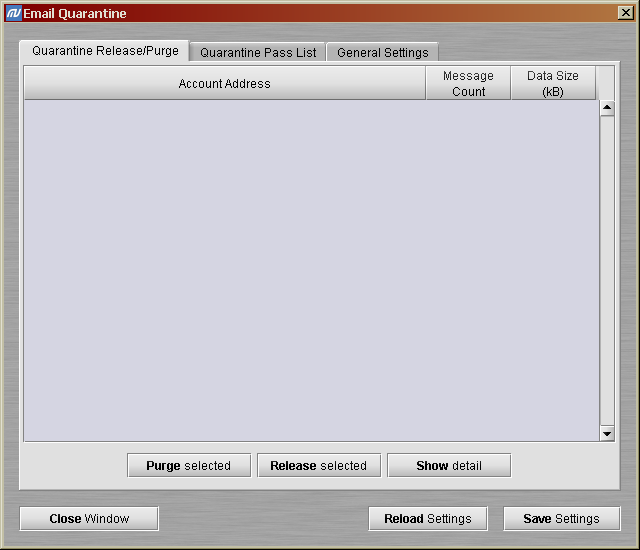 Email Quarantine
Quarantine Release/Purge
Quarantine Pass List
General Settings
Account Address
Message
Count
Data Size
(kB)
Purge selected
Release selected
Show detail
Close Window
Reload Settings
Save Settings